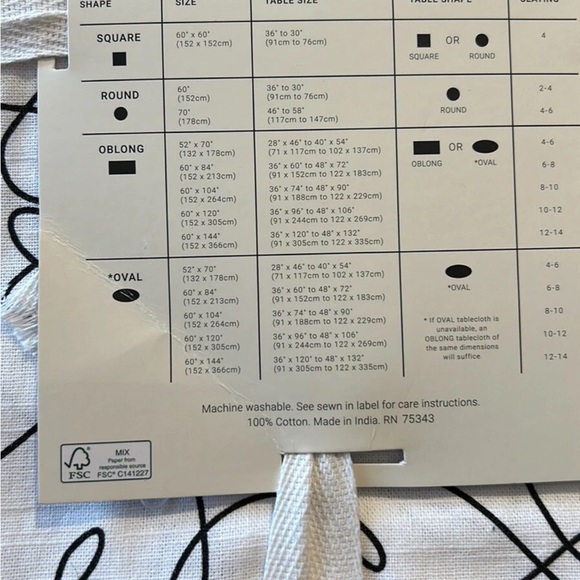 SHAPE SIZE TABLE SIZE TABLE SHAPE SEATING
SQUARE 60" x 60" 36" to 30" OR 4
(152 x 152cm) (91cm to 76cm)
SQUARE ROUND
ROUND 60" 36" to 30" 2-4
(152cm) (91cm to 76cm)
70" 46" to 58" ROUND 4-6
(178cm) (117cm to 147cm)
OBLONG 52" x 70" 28" x 46" to 40" x 54" OR 4-6
(132 x 178cm) (71 x 117cm to 102 x 137cm)
OBLONG *OVAL
60" x 84" 36" x 60" to 48" x 72" 6-8
(152 x 213cm) (91 x 152cm to 122 x 183cm)
60" x 104" 36" x 74" to 48" x 90" 8-10
(152 x 264cm) (91 x 188cm to 122 x 229cm)
60" x 120" 36" x 96" to 48" x 106" 10-12
(152 x 305cm) (91 x 244cm to 122 x 269cm)
60" x 144" 36" x 120" to 48" x 132" 12-14
(152 x 366cm) (91 x 305cm to 122 x 335cm)
*OVAL 52" x 70" 28" x 46" to 40" x 54" 4-6
(132 x 178cm) (71 x 117cm to 102 x 137cm)
*OVAL
60" x 84" 36" x 60" to 48" x 72" 6-8
(152 x 213cm) (91 x 152cm to 122 x 183cm)
60" x 104" 36" x 74" to 48" x 90" 8-10
(152 x 264cm) (91 x 188cm to 122 x 229cm)
* If OVAL tablecloth is
unavailable, an
OBLONG tablecloth of
the same dimensions
will suffice.
60" x 120" 36" x 96" to 48" x 106" 10-12
(152 x 305cm) (91 x 244cm to 122 x 269cm)
60" x 144" 36" x 120" to 48" x 132" 12-14
(152 x 366cm) (91 x 305cm to 122 x 335cm)
Machine washable. See sewn in label for care instructions.
100% Cotton. Made in India. RN 75343
FSC
MIX
Paper from
responsible source
FSC® C141227